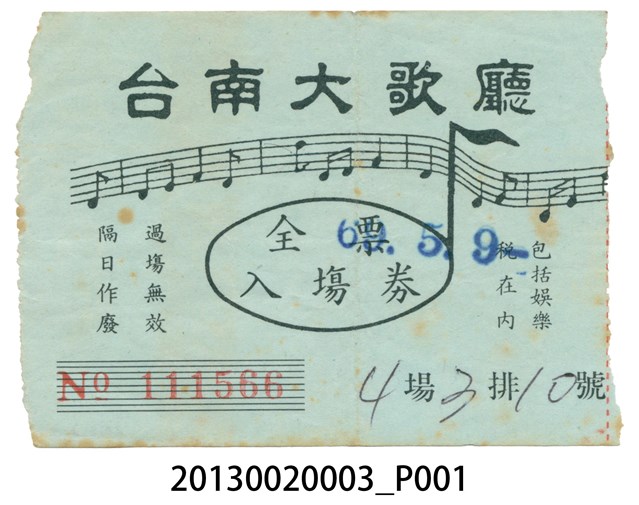 台南大歌廳
全票
入場券
69. 5. 9
過場無效
隔日作廢
包括娛樂
稅在內
No 111566
4場3排10號
20130020003_P001